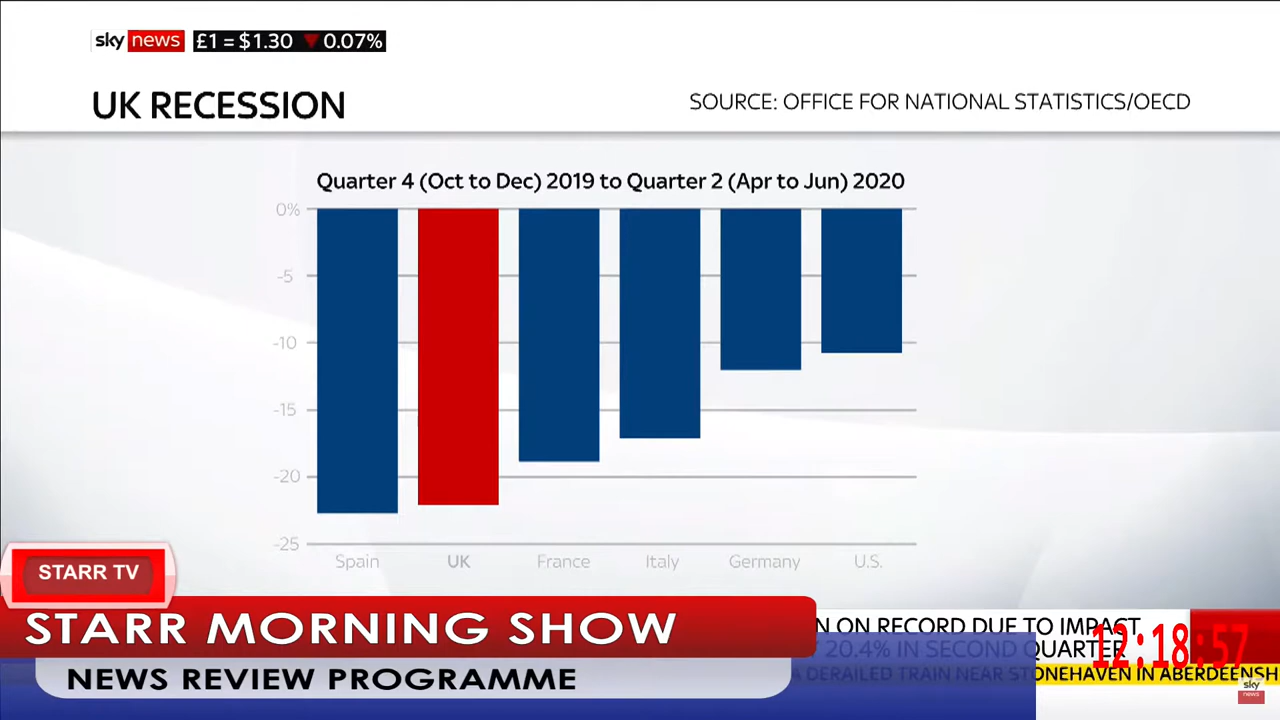 sky news £1 = $1.30 ▼ 0.07%
UK RECESSION
SOURCE: OFFICE FOR NATIONAL STATISTICS/OECD
Quarter 4 (Oct to Dec) 2019 to Quarter 2 (Apr to Jun) 2020
0%
-5
-10
-15
-20
-25
Spain UK France Italy Germany U.S.
STARR TV
STARR MORNING SHOW
NEWS REVIEW PROGRAMME
N ON RECORD DUE TO IMPACT
20.4% IN SECOND QUARTER
12:18:57
A DERAILED TRAIN NEAR STONEHAVEN IN ABERDEENSH
sky news